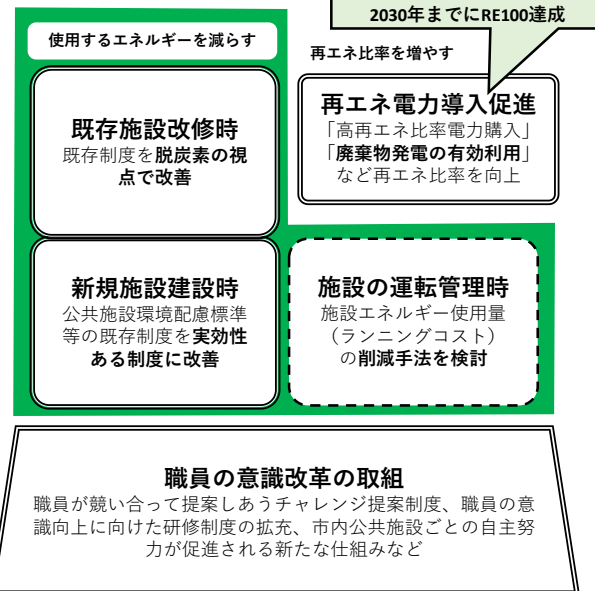 2030年までにRE100達成
使用するエネルギーを減らす
再エネ比率を増やす
既存施設改修時
既存制度を脱炭素の視
点で改善
再エネ電力導入促進
「高再エネ比率電力購入」
「廃棄物発電の有効利用」
など再エネ比率を向上
新規施設建設時
公共施設環境配慮標準
等の既存制度を実効性
ある制度に改善
施設の運転管理時
施設エネルギー使用量
（ランニングコスト）
の削減手法を検討
職員の意識改革の取組
職員が競い合って提案しあうチャレンジ提案制度、職員の意
識向上に向けた研修制度の拡充、市内公共施設ごとの自主努
力が促進される新たな仕組みなど